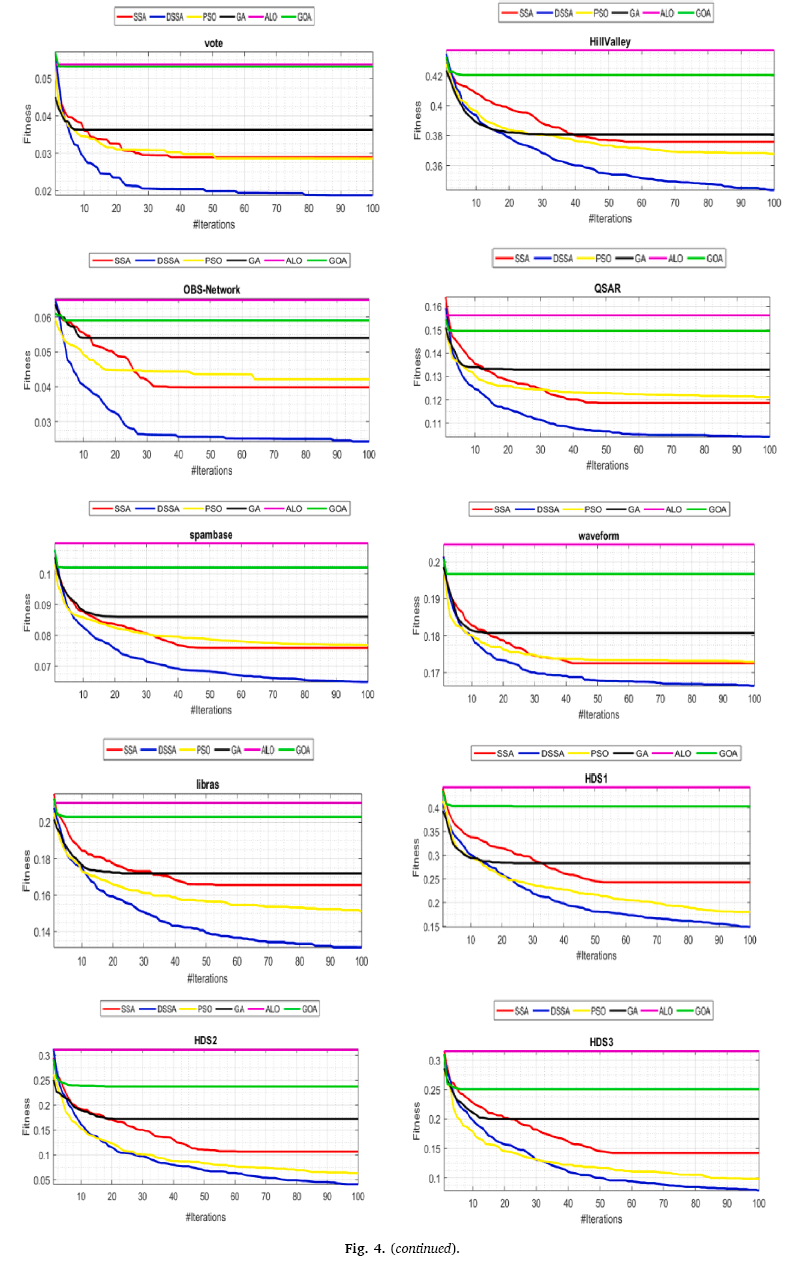 SSA DSSA PSO GA ALO GOA
vote
Fitness
0.05
0.04
0.03
0.02
10 20 30 40 50 60 70 80 90 100
#Iterations
SSA DSSA PSO GA ALO GOA
HillValley
Fitness
0.42
0.4
0.38
0.36
10 20 30 40 50 60 70 80 90 100
#Iterations
SSA DSSA PSO GA ALO GOA
OBS-Network
Fitness
0.06
0.05
0.04
0.03
10 20 30 40 50 60 70 80 90 100
#Iterations
SSA DSSA PSO GA ALO GOA
QSAR
Fitness
0.16
0.15
0.14
0.13
0.12
0.11
10 20 30 40 50 60 70 80 90 100
#Iterations
SSA DSSA PSO GA ALO GOA
spambase
Fitness
0.1
0.09
0.08
0.07
10 20 30 40 50 60 70 80 90 100
#Iterations
SSA DSSA PSO GA ALO GOA
waveform
Fitness
0.2
0.19
0.18
0.17
10 20 30 40 50 60 70 80 90 100
#Iterations
SSA DSSA PSO GA ALO GOA
libras
Fitness
0.2
0.18
0.16
0.14
10 20 30 40 50 60 70 80 90 100
#Iterations
SSA DSSA PSO GA ALO GOA
HDS1
Fitness
0.4
0.35
0.3
0.25
0.2
0.15
10 20 30 40 50 60 70 80 90 100
#Iterations
SSA DSSA PSO GA ALO GOA
HDS2
Fitness
0.3
0.25
0.2
0.15
0.1
0.05
10 20 30 40 50 60 70 80 90 100
#Iterations
SSA DSSA PSO GA ALO GOA
HDS3
Fitness
0.3
0.25
0.2
0.15
0.1
10 20 30 40 50 60 70 80 90 100
#Iterations
Fig. 4. (continued).